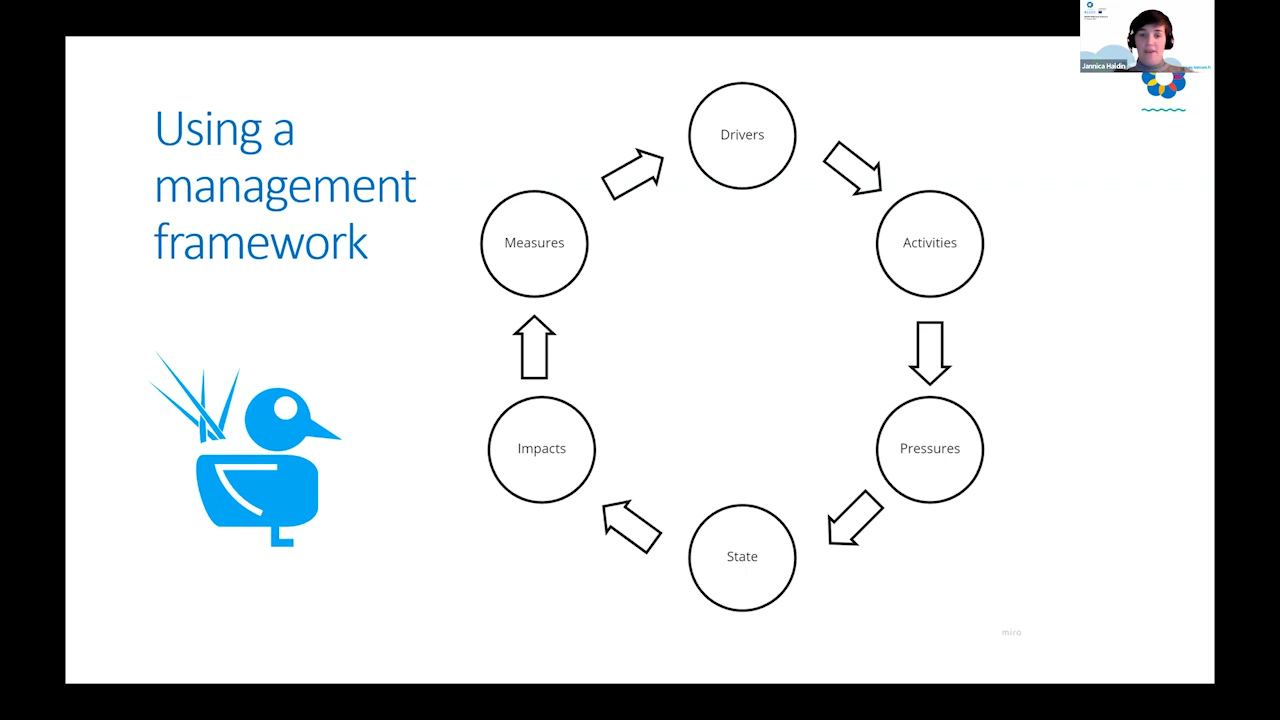 Using a
management
framework
Drivers
Activities
Pressures
State
Impacts
Measures
miro
Jannica Haldin